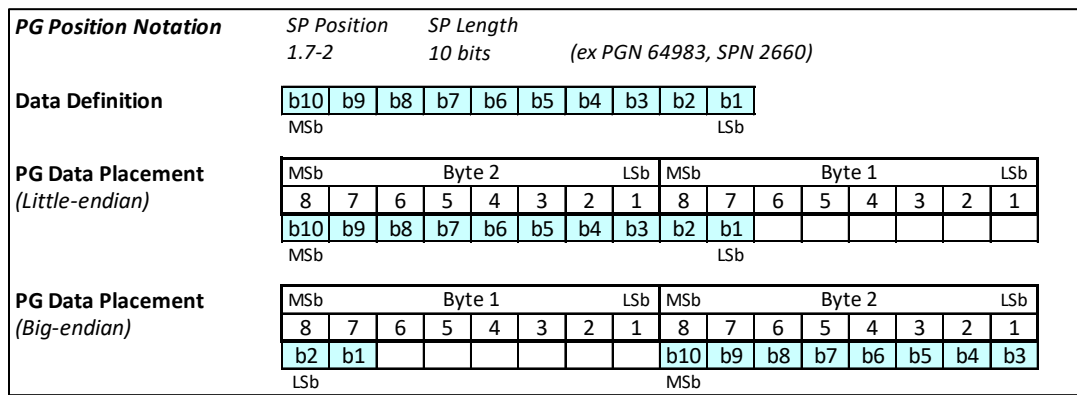 PG Position Notation SP Position SP Length
1.7-2 10 bits (ex PGN 64983, SPN 2660)
Data Definition b10 b9 b8 b7 b6 b5 b4 b3 b2 b1
MSb LSb
PG Data Placement MSb Byte 2 LSb MSb Byte 1 LSb
(Little-endian) 8 7 6 5 4 3 2 1 8 7 6 5 4 3 2 1
b10 b9 b8 b7 b6 b5 b4 b3 b2 b1
MSb LSb
PG Data Placement MSb Byte 1 LSb MSb Byte 2 LSb
(Big-endian) 8 7 6 5 4 3 2 1 8 7 6 5 4 3 2 1
b2 b1 b10 b9 b8 b7 b6 b5 b4 b3
LSb MSb